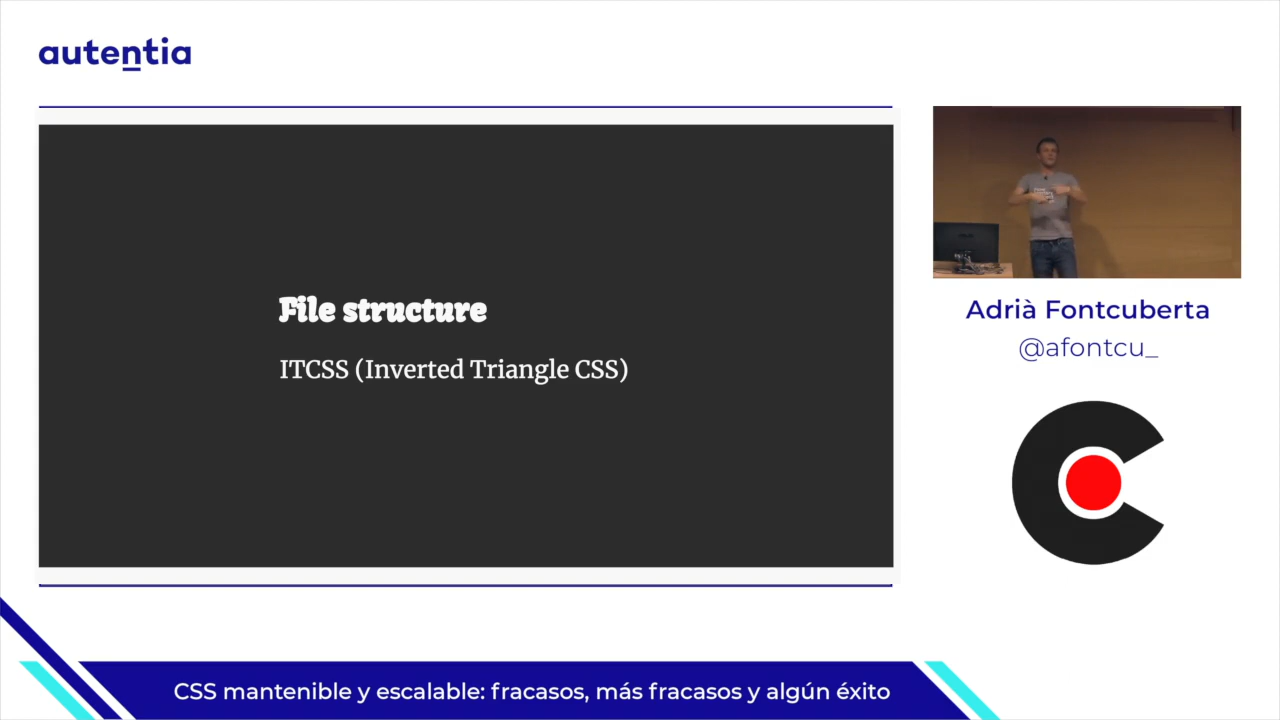 autentia
File structure
ITCSS (Inverted Triangle CSS)
Adrià Fontcuberta
@afontcu_
CSS mantenible y escalable: fracasos, más fracasos y algún éxito